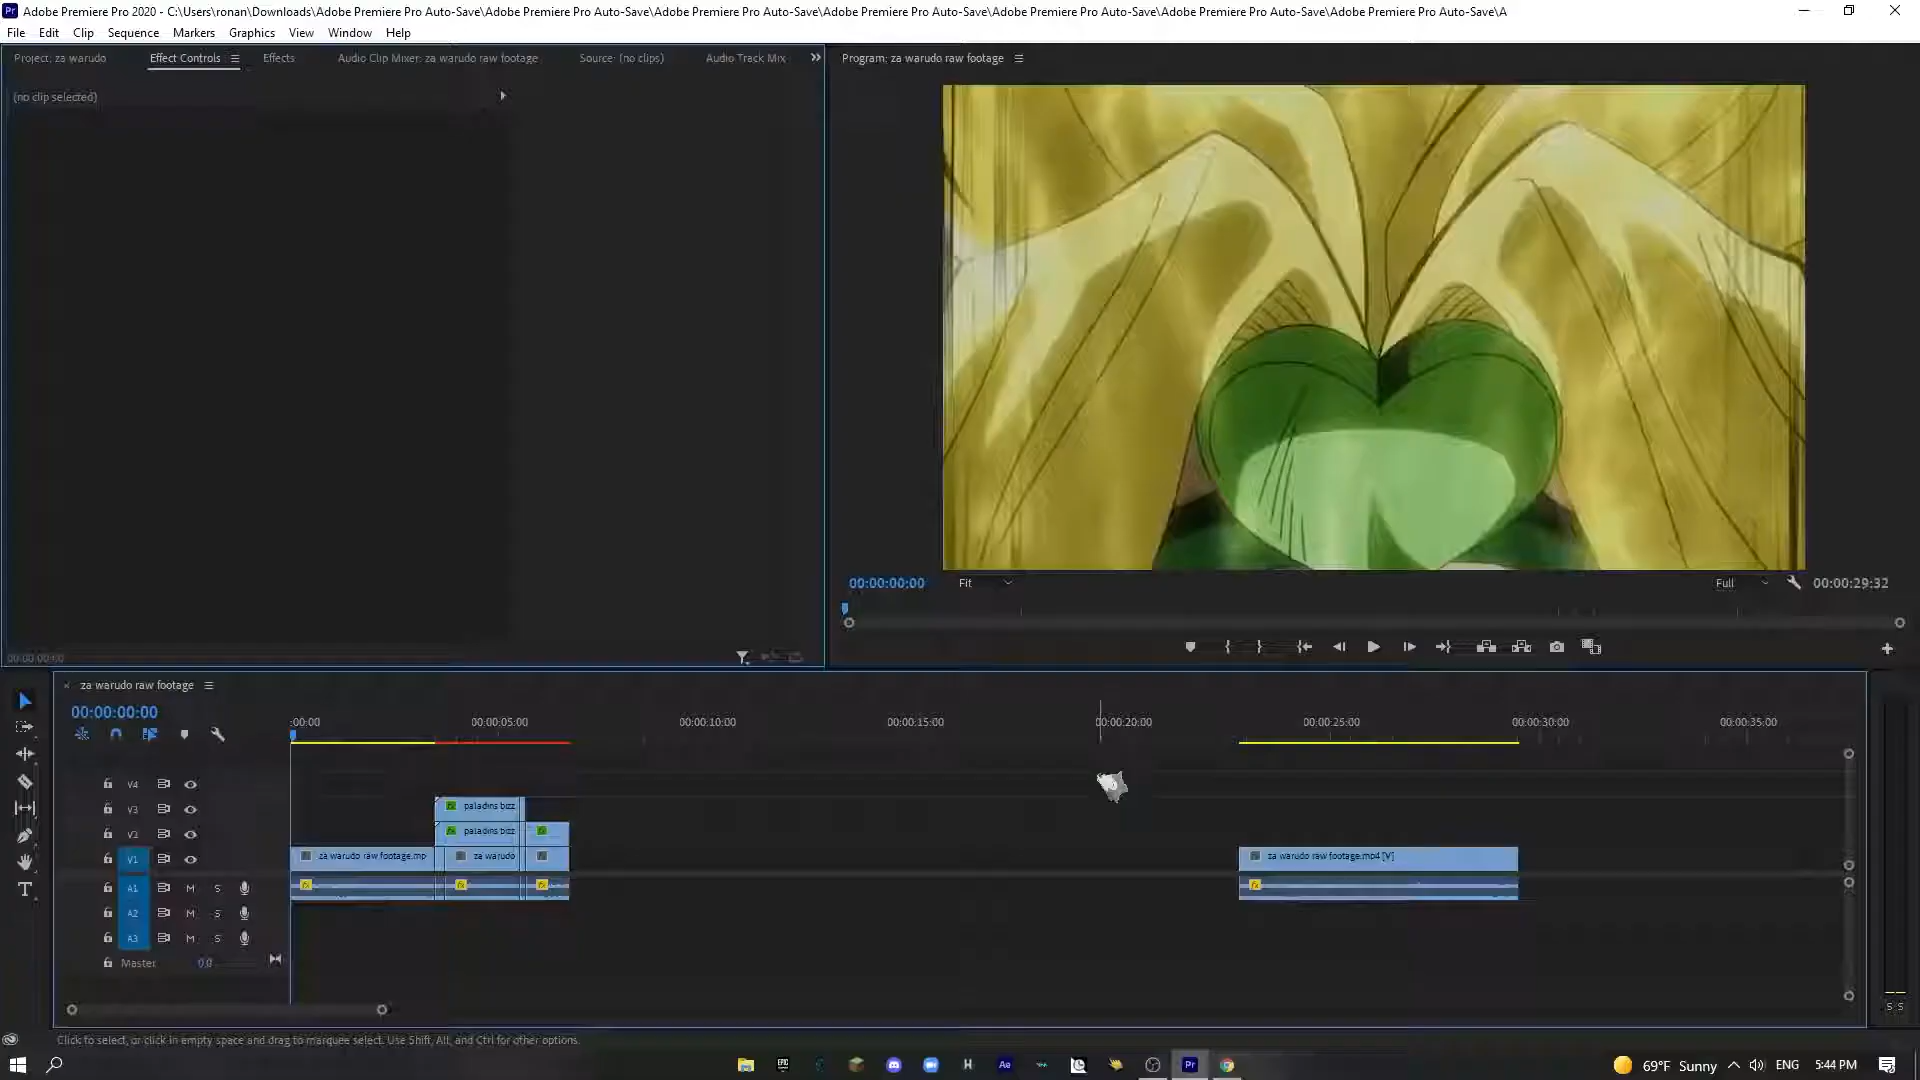 Adobe Premiere Pro 2020 - C:\Users\ronan\Downloads\Adobe Premiere Pro Auto-Save\Adobe Premiere Pro Auto-Save\Adobe Premiere Pro Auto-Save\Adobe Premiere Pro Auto-Save\Adobe Premiere Pro Auto-Save\Adobe Premiere Pro Auto-Save\Adobe Premiere Pro Auto-Save\A
File Edit Clip Sequence Markers Graphics View Window Help
Project: za warudo
Effect Controls
Effects
Audio Clip Mixer: za warudo raw footage
Source: (no clips)
Audio Track Mix
Program: za warudo raw footage
(no clip selected)
00:00:00:00
Fit
Full
00:00:29:32
00:00:00:00
za warudo raw footage
00:00:00:00
:00:00
00:00:05:00
00:00:10:00
00:00:15:00
00:00:20:00
00:00:25:00
00:00:30:00
00:00:35:00
V4
V3
paladins bizz
V2
paladins bizz
V1
za warudo raw footage.mp
za warudo
za warudo raw footage.mp4 [V]
A1 M S
A2 M S
A3 M S
Master 0.0
S S
Click to select, or click in empty space and drag to marquee select. Use Shift, Alt, and Ctrl for other options.
69°F Sunny
ENG
5:44 PM